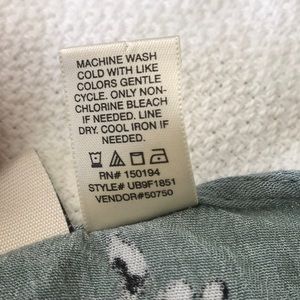 MACHINE WASH
COLD WITH LIKE
COLORS GENTLE
CYCLE. ONLY NON-
CHLORINE BLEACH
IF NEEDED. LINE
DRY. COOL IRON IF
NEEDED.
RN# 150194
STYLE# UB9F1851
VENDOR#50750